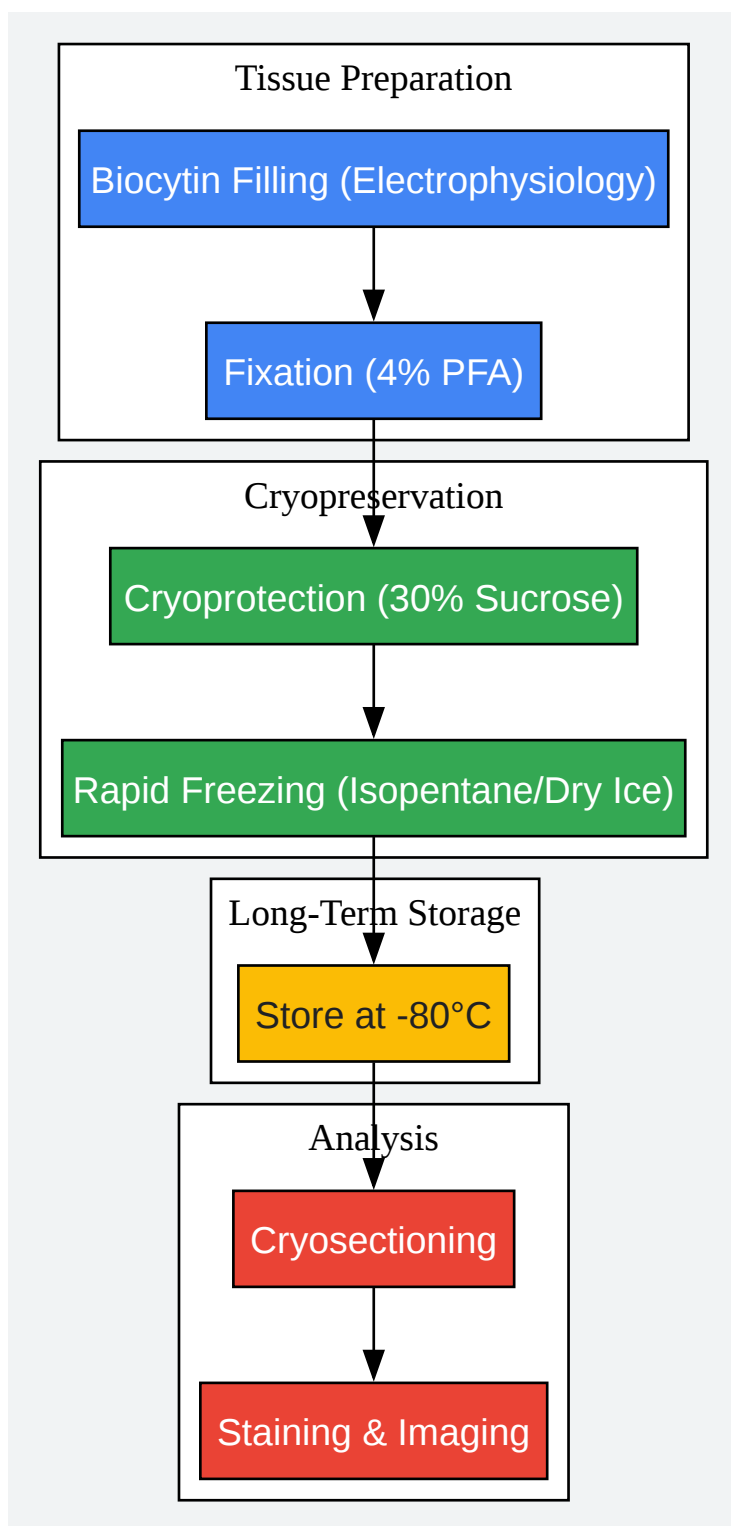 Tissue Preparation
Biocytin Filling (Electrophysiology)
Fixation (4% PFA)
Cryopreservation
Cryoprotection (30% Sucrose)
Rapid Freezing (Isopentane/Dry Ice)
Long-Term Storage
Store at -80°C
Analysis
Cryosectioning
Staining & Imaging